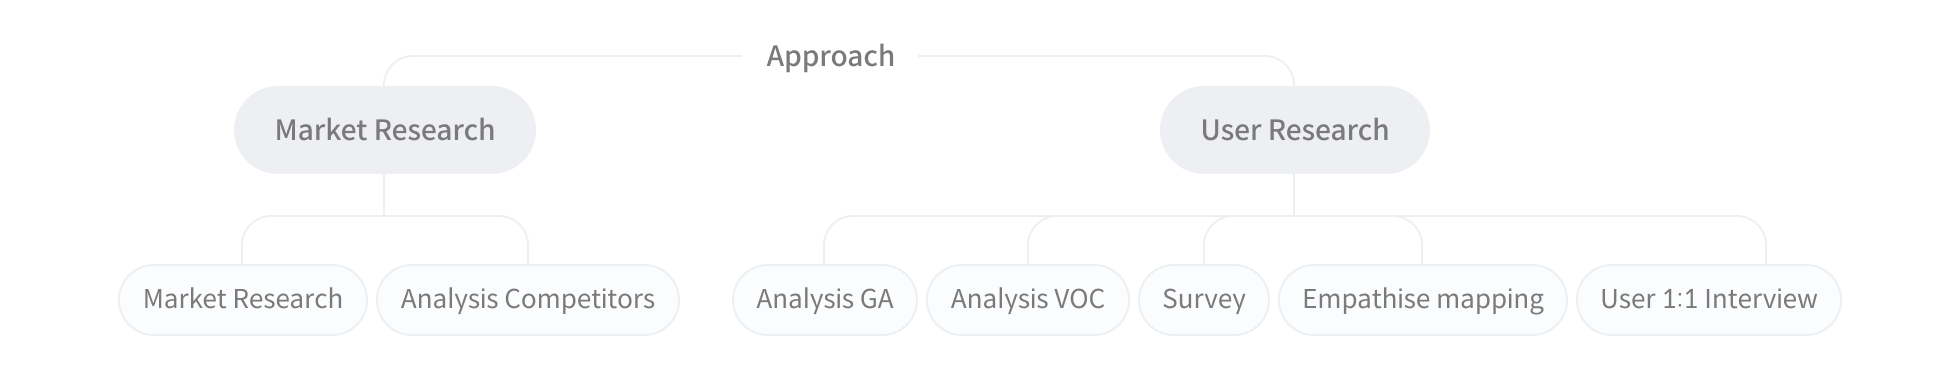 Approach
Market Research
User Research
Market Research
Analysis Competitors
Analysis GA
Analysis VOC
Survey
Empathise mapping
User 1:1 Interview